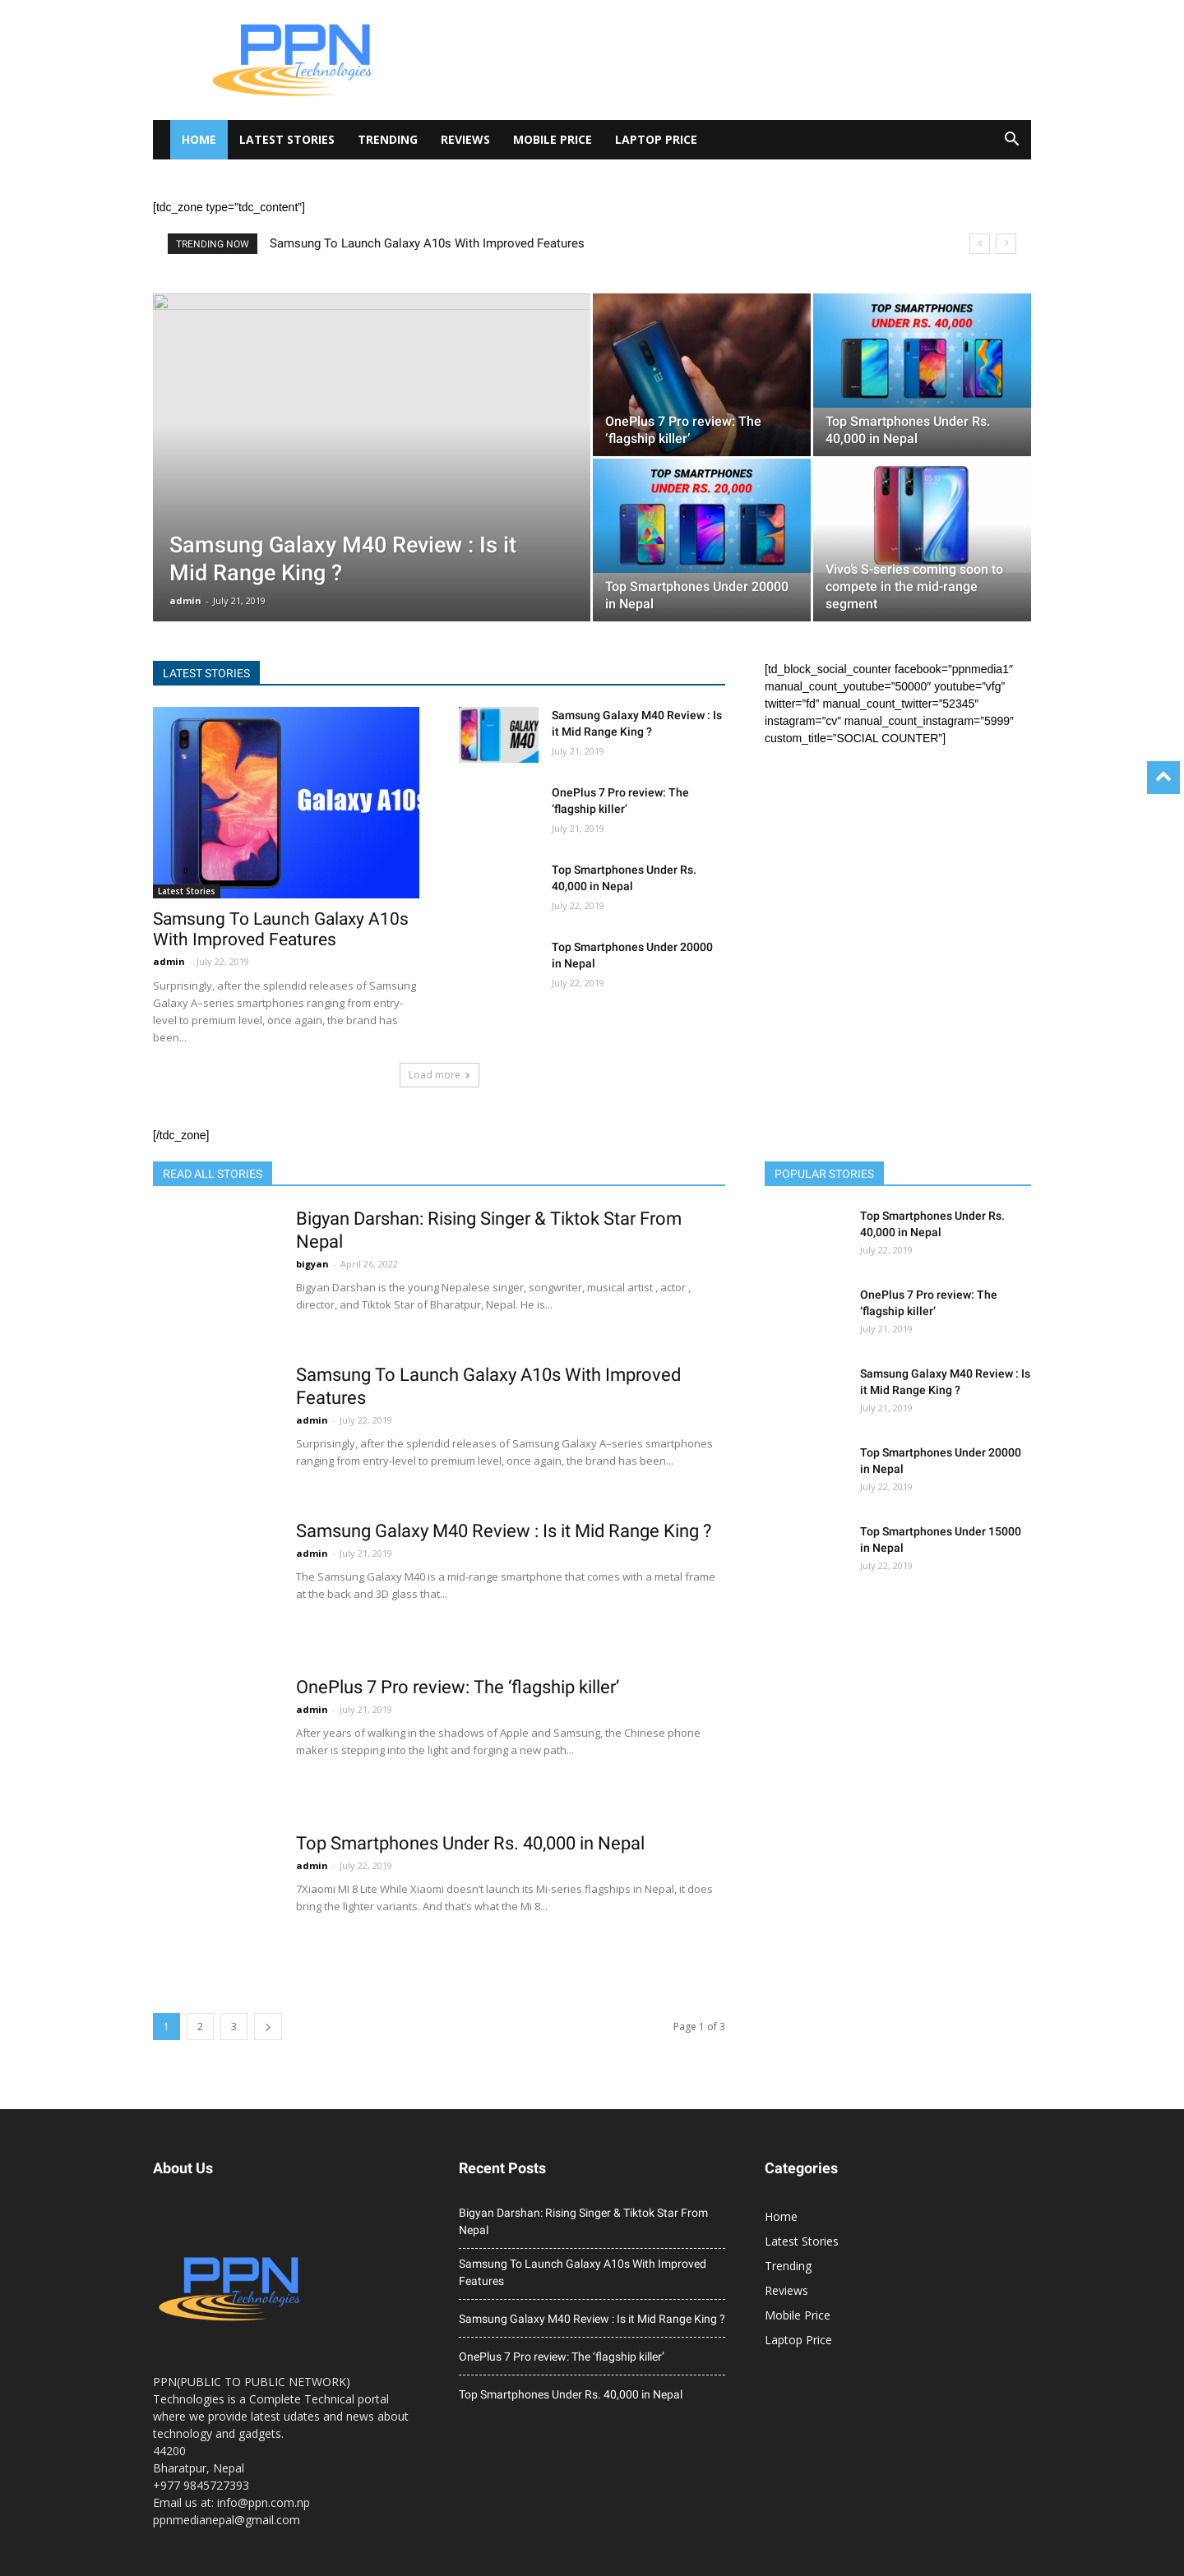 PPN
Technologies
HOME LATEST STORIES TRENDING REVIEWS MOBILE PRICE LAPTOP PRICE
[tdc_zone type="tdc_content"]
TRENDING NOW Samsung To Launch Galaxy A10s With Improved Features
Samsung Galaxy M40 Review : Is it
Mid Range King ?
admin - July 21, 2019
OnePlus 7 Pro review: The
‘flagship killer’
TOP SMARTPHONES
UNDER RS. 40,000
Top Smartphones Under Rs.
40,000 in Nepal
TOP SMARTPHONES
UNDER RS. 20,000
Top Smartphones Under 20000
in Nepal
Vivo’s S-series coming soon to
compete in the mid-range
segment
LATEST STORIES
Galaxy A10s
Latest Stories
Samsung To Launch Galaxy A10s
With Improved Features
admin - July 22, 2019
Surprisingly, after the splendid releases of Samsung
Galaxy A–series smartphones ranging from entry-
level to premium level, once again, the brand has
been...
GALAXY
M40
Samsung Galaxy M40 Review : Is
it Mid Range King ?
July 21, 2019
OnePlus 7 Pro review: The
‘flagship killer’
July 21, 2019
Top Smartphones Under Rs.
40,000 in Nepal
July 22, 2019
Top Smartphones Under 20000
in Nepal
July 22, 2019
Load more
[td_block_social_counter facebook="ppnmedia1″
manual_count_youtube="50000″ youtube="vfg”
twitter="fd” manual_count_twitter="52345″
instagram="cv” manual_count_instagram="5999″
custom_title="SOCIAL COUNTER”]
[/tdc_zone]
READ ALL STORIES
Bigyan Darshan: Rising Singer & Tiktok Star From
Nepal
bigyan - April 26, 2022
Bigyan Darshan is the young Nepalese singer, songwriter, musical artist , actor ,
director, and Tiktok Star of Bharatpur, Nepal. He is...
Samsung To Launch Galaxy A10s With Improved
Features
admin - July 22, 2019
Surprisingly, after the splendid releases of Samsung Galaxy A–series smartphones
ranging from entry-level to premium level, once again, the brand has been...
Samsung Galaxy M40 Review : Is it Mid Range King ?
admin - July 21, 2019
The Samsung Galaxy M40 is a mid-range smartphone that comes with a metal frame
at the back and 3D glass that...
OnePlus 7 Pro review: The ‘flagship killer’
admin - July 21, 2019
After years of walking in the shadows of Apple and Samsung, the Chinese phone
maker is stepping into the light and forging a new path...
Top Smartphones Under Rs. 40,000 in Nepal
admin - July 22, 2019
7Xiaomi MI 8 Lite While Xiaomi doesn’t launch its Mi-series flagships in Nepal, it does
bring the lighter variants. And that’s what the Mi 8...
1 2 3 Page 1 of 3
POPULAR STORIES
Top Smartphones Under Rs.
40,000 in Nepal
July 22, 2019
OnePlus 7 Pro review: The
‘flagship killer’
July 21, 2019
Samsung Galaxy M40 Review : Is
it Mid Range King ?
July 21, 2019
Top Smartphones Under 20000
in Nepal
July 22, 2019
Top Smartphones Under 15000
in Nepal
July 22, 2019
About Us
PPN
Technologies
PPN(PUBLIC TO PUBLIC NETWORK)
Technologies is a Complete Technical portal
where we provide latest udates and news about
technology and gadgets.
44200
Bharatpur, Nepal
+977 9845727393
Email us at: info@ppn.com.np
ppnmedianepal@gmail.com
Recent Posts
Bigyan Darshan: Rising Singer & Tiktok Star From
Nepal
Samsung To Launch Galaxy A10s With Improved
Features
Samsung Galaxy M40 Review : Is it Mid Range King ?
OnePlus 7 Pro review: The ‘flagship killer’
Top Smartphones Under Rs. 40,000 in Nepal
Categories
Home
Latest Stories
Trending
Reviews
Mobile Price
Laptop Price